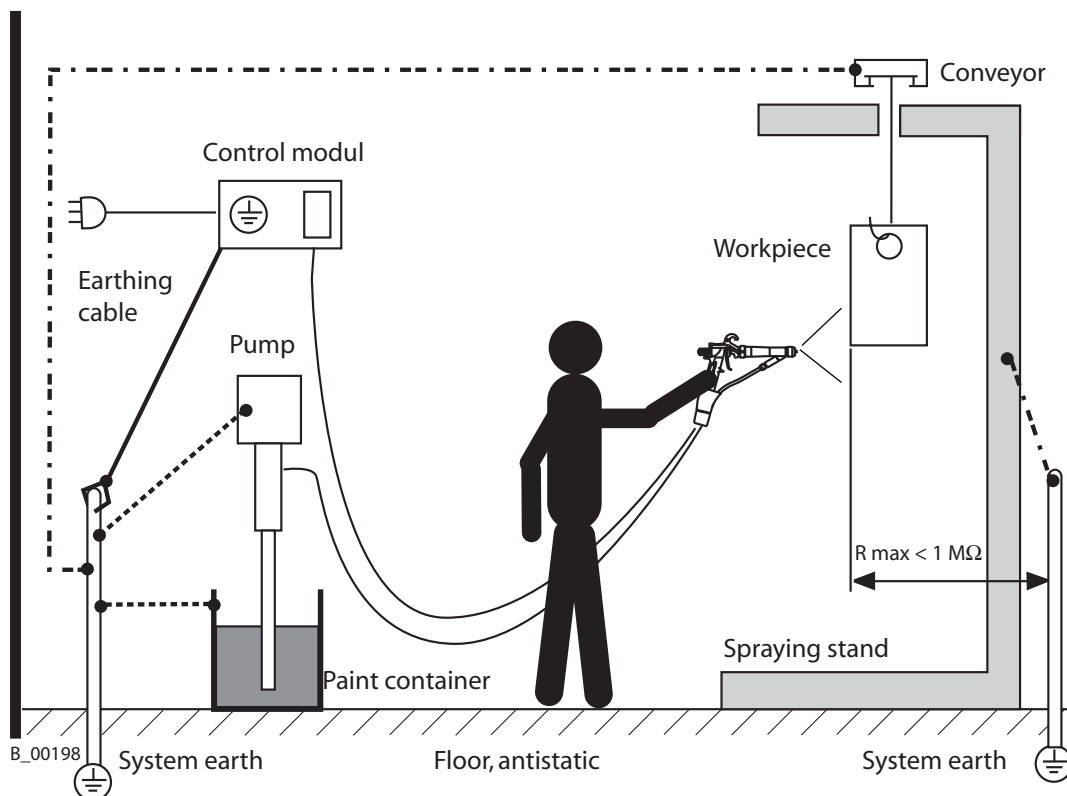 Conveyor
Control modul
Workpiece
Earthing
cable
Pump
R max < 1 MΩ
Spraying stand
Paint container
B_00198
System earth
Floor, antistatic
System earth